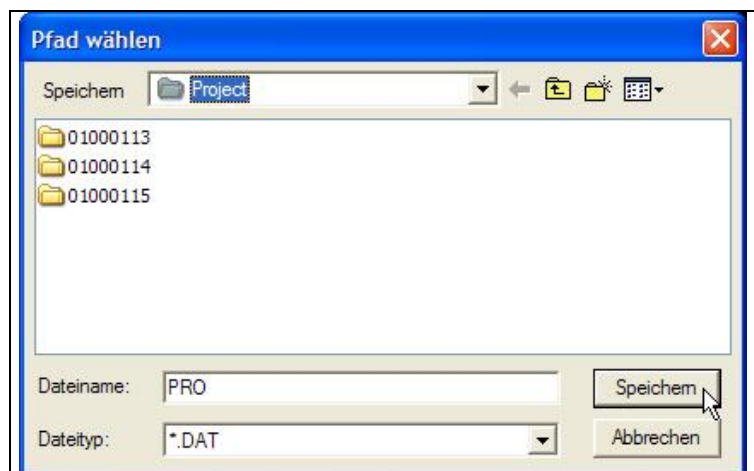 Pfad wählen
Speichern Project
01000113
01000114
01000115
Dateiname: PRO Speichern
Dateityp: *.DAT Abbrechen